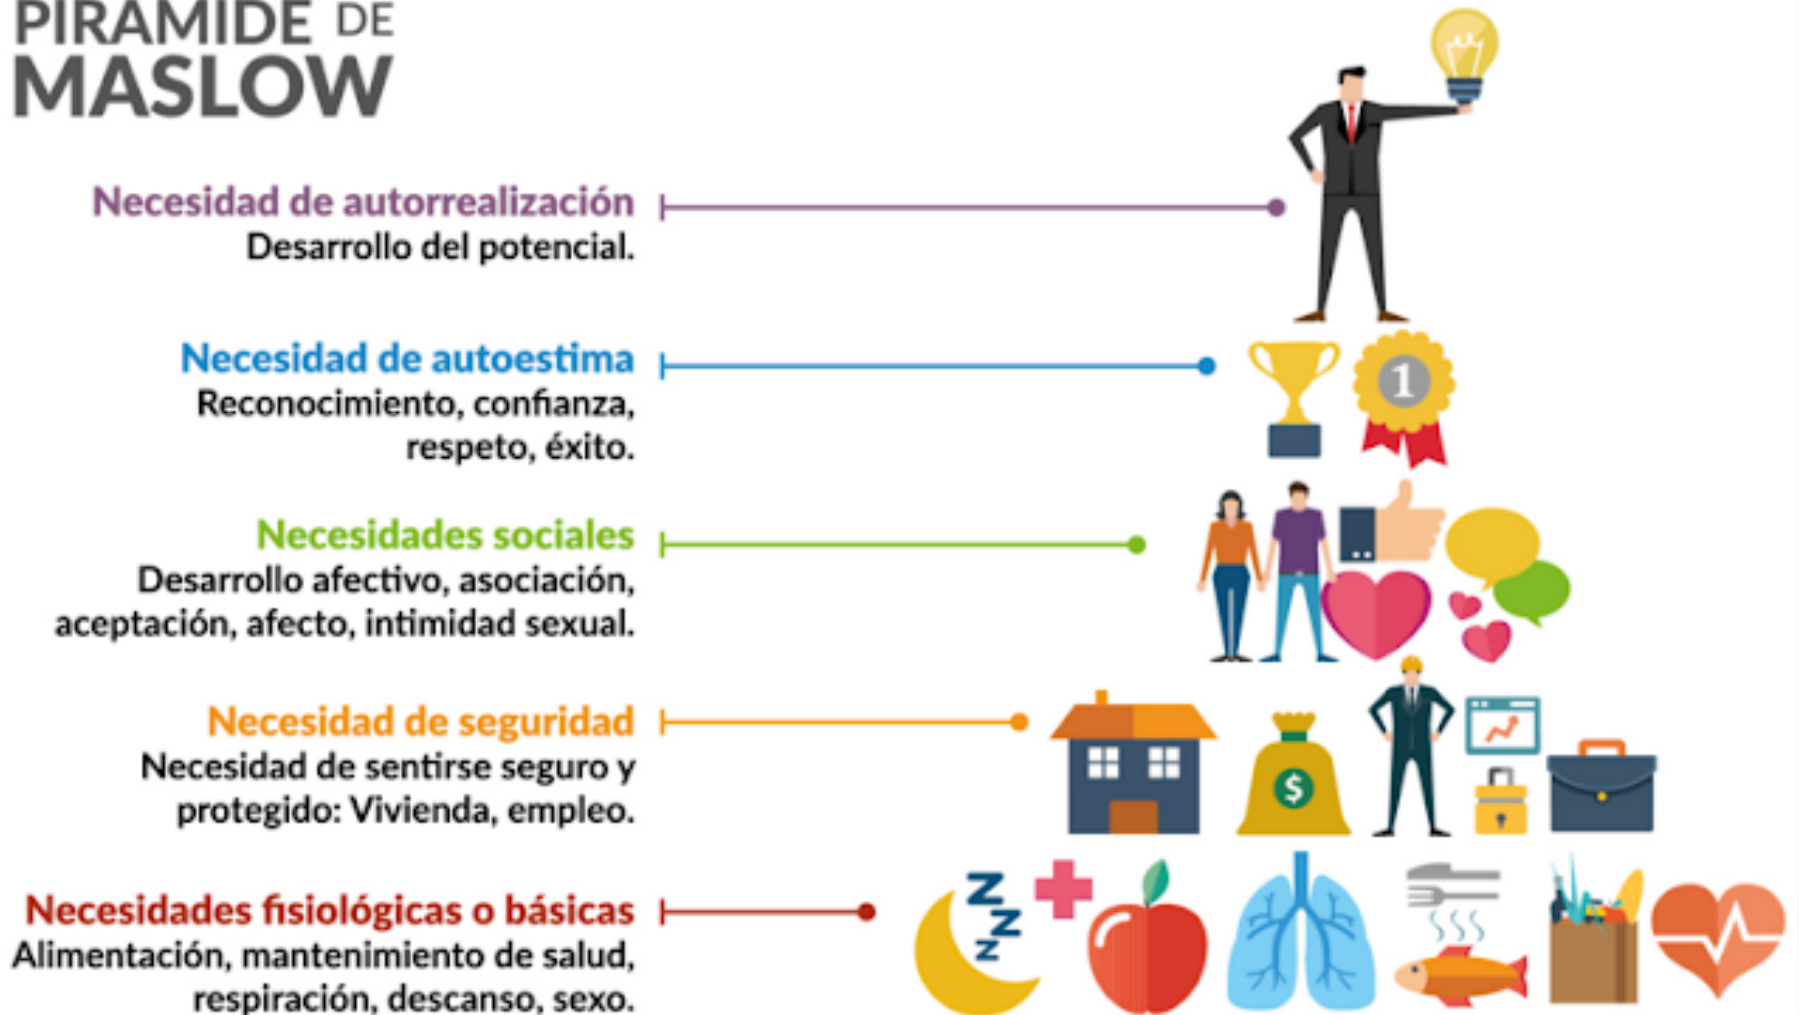 PIRÁMIDE DE
MASLOW
Necesidad de autorrealización
Desarrollo del potencial.
Necesidad de autoestima
Reconocimiento, confianza,
respeto, éxito.
1
Necesidades sociales
Desarrollo afectivo, asociación,
aceptación, afecto, intimidad sexual.
Necesidad de seguridad
Necesidad de sentirse seguro y
protegido: Vivienda, empleo.
$
Necesidades fisiológicas o básicas
Alimentación, mantenimiento de salud,
respiración, descanso, sexo.
Z
Z
Z